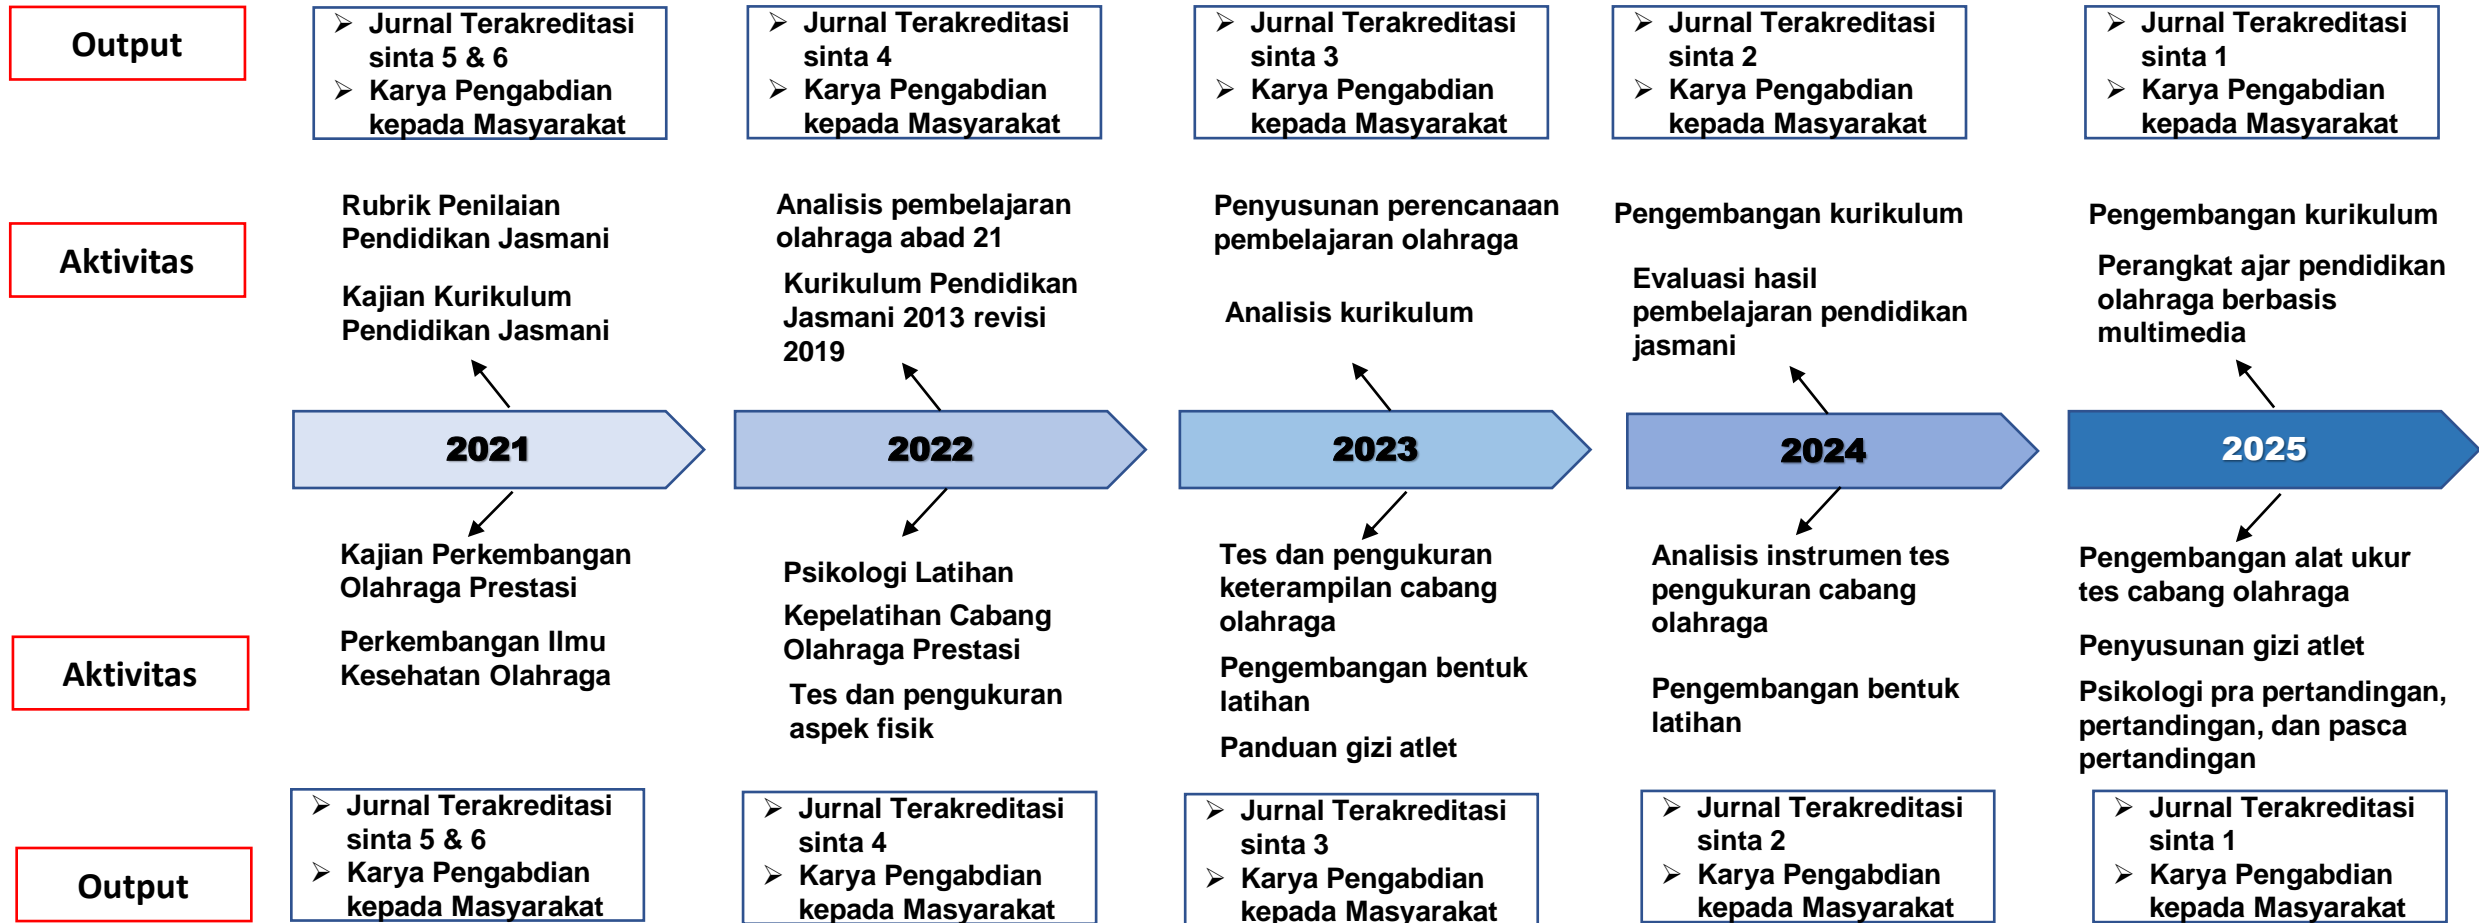 Output
➢ Jurnal Terakreditasi
sinta 5 & 6
➢ Karya Pengabdian
kepada Masyarakat
➢ Jurnal Terakreditasi
sinta 4
➢ Karya Pengabdian
kepada Masyarakat
➢ Jurnal Terakreditasi
sinta 3
➢ Karya Pengabdian
kepada Masyarakat
➢ Jurnal Terakreditasi
sinta 2
➢ Karya Pengabdian
kepada Masyarakat
➢ Jurnal Terakreditasi
sinta 1
➢ Karya Pengabdian
kepada Masyarakat
Aktivitas
Rubrik Penilaian
Pendidikan Jasmani
Kajian Kurikulum
Pendidikan Jasmani
Analisis pembelajaran
olahraga abad 21
Kurikulum Pendidikan
Jasmani 2013 revisi
2019
Penyusunan perencanaan
pembelajaran olahraga
Analisis kurikulum
Pengembangan kurikulum
Evaluasi hasil
pembelajaran pendidikan
jasmani
Pengembangan kurikulum
Perangkat ajar pendidikan
olahraga berbasis
multimedia
2021
2022
2023
2024
2025
Aktivitas
Kajian Perkembangan
Olahraga Prestasi
Perkembangan Ilmu
Kesehatan Olahraga
Psikologi Latihan
Kepelatihan Cabang
Olahraga Prestasi
Tes dan pengukuran
aspek fisik
Tes dan pengukuran
keterampilan cabang
olahraga
Pengembangan bentuk
latihan
Panduan gizi atlet
Analisis instrumen tes
pengukuran cabang
olahraga
Pengembangan bentuk
latihan
Pengembangan alat ukur
tes cabang olahraga
Penyusunan gizi atlet
Psikologi pra pertandingan,
pertandingan, dan pasca
pertandingan
Output
➢ Jurnal Terakreditasi
sinta 5 & 6
➢ Karya Pengabdian
kepada Masyarakat
➢ Jurnal Terakreditasi
sinta 4
➢ Karya Pengabdian
kepada Masyarakat
➢ Jurnal Terakreditasi
sinta 3
➢ Karya Pengabdian
kepada Masyarakat
➢ Jurnal Terakreditasi
sinta 2
➢ Karya Pengabdian
kepada Masyarakat
➢ Jurnal Terakreditasi
sinta 1
➢ Karya Pengabdian
kepada Masyarakat